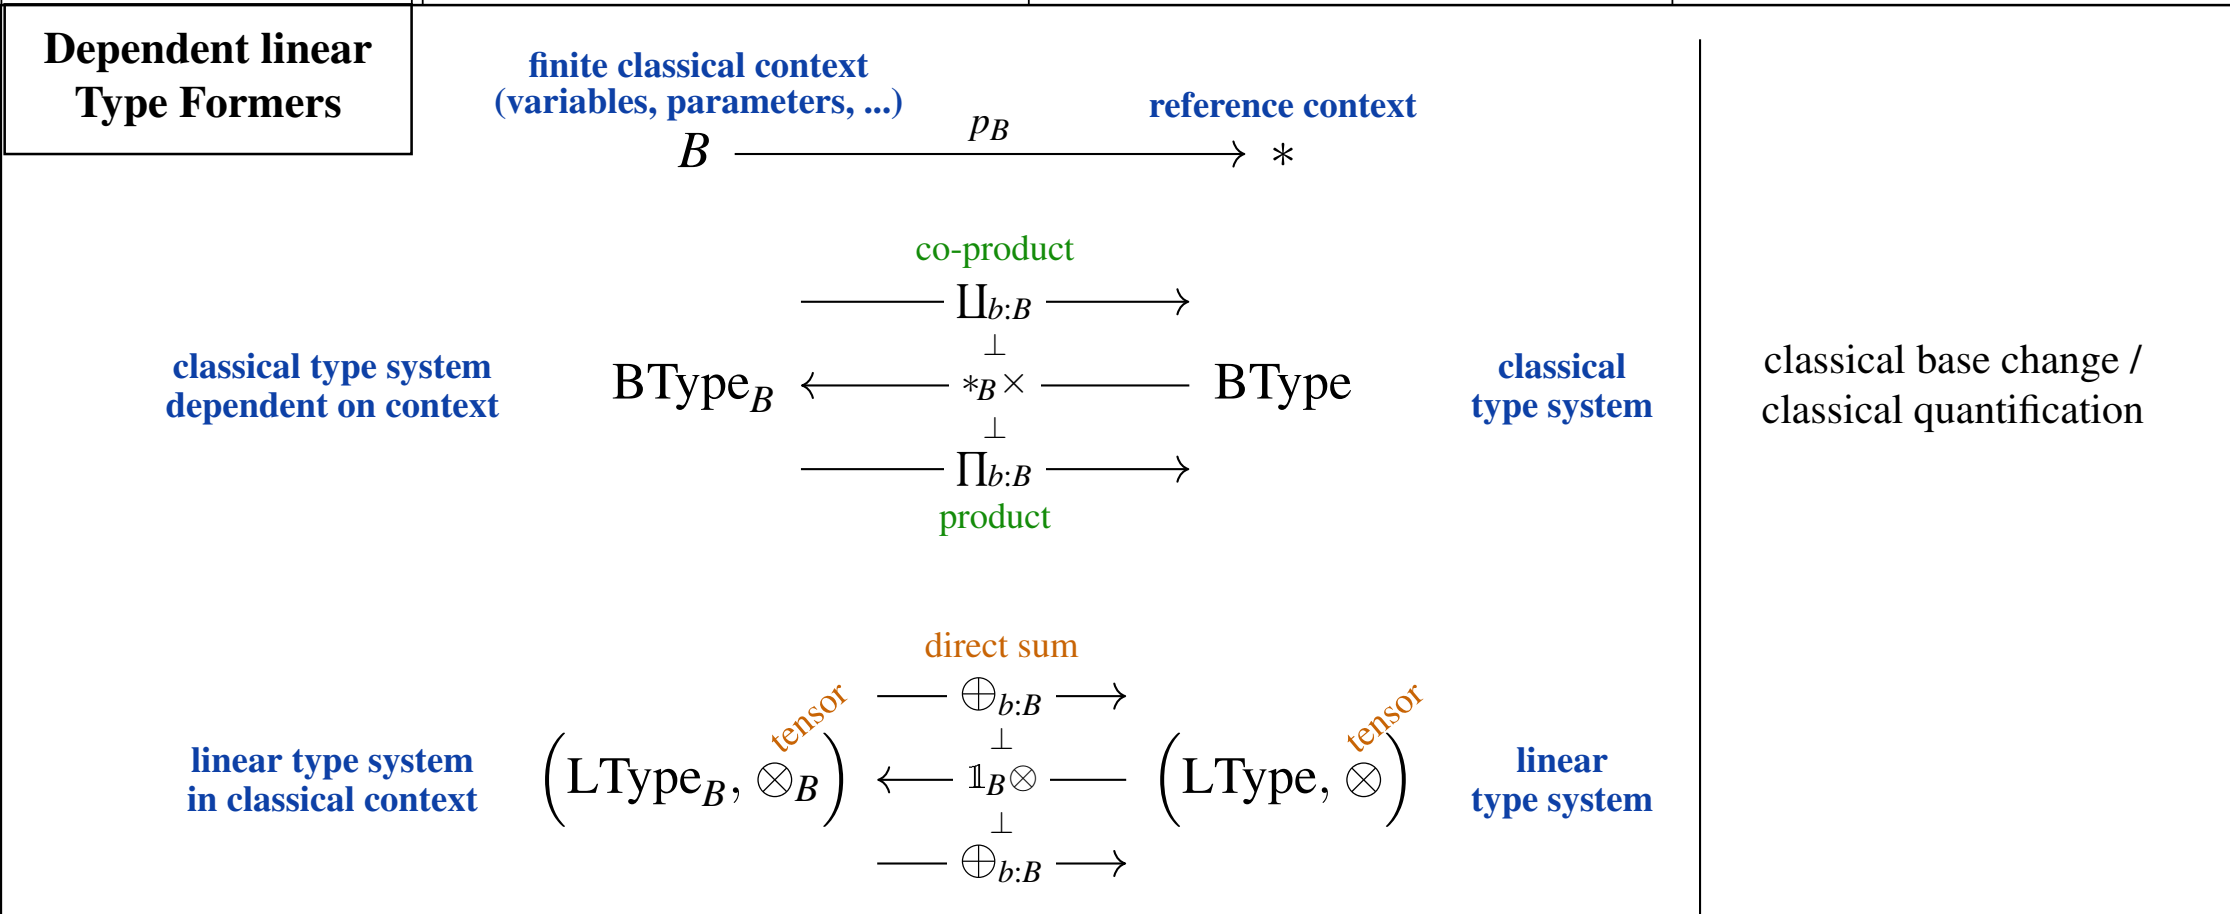 Dependent linear
Type Formers
finite classical context
(variables, parameters, ...)
reference context
p_B
B ⟶ *
co-product
∐_{b:B}
⊥
classical type system
dependent on context
BType_B ⟵ *_B× — BType
classical
type system
classical base change /
classical quantification
⊥
∏_{b:B}
product
direct sum
⊕_{b:B}
⊥
tensor
tensor
linear type system
in classical context
(LType_B, ⊗_B) ⟵ 𝟙_B⊗ — (LType, ⊗)
linear
type system
⊥
⊕_{b:B}